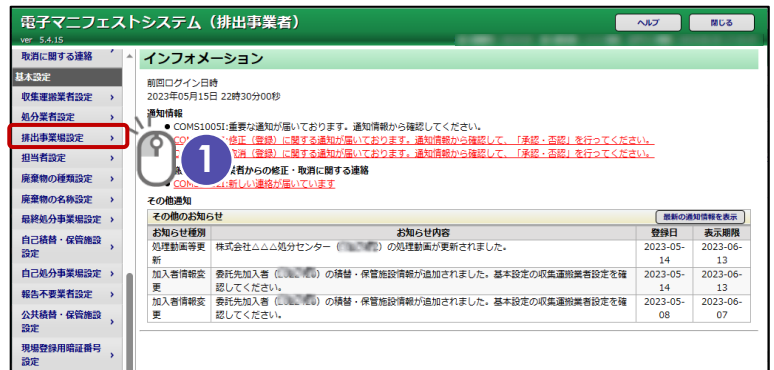 電子マニフェストシステム（排出事業者）
ver 5.4.15
ヘルプ
閉じる
取消に関する連絡
基本設定
収集運搬業者設定
処分業者設定
排出事業場設定
担当者設定
廃棄物の種類設定
廃棄物の名称設定
最終処分事業場設定
自己積替・保管施設
設定
自己処分事業場設定
報告不要業者設定
公共積替・保管施設
設定
現場登録用暗証番号
設定
インフォメーション
前回ログイン日時
2023年05月15日 22時30分00秒
通知情報
● COMS1005I:重要な通知が届いております。通知情報から確認してください。
修正（登録）に関する通知が届いております。通知情報から確認して、「承認・否認」を行ってください。
取消（登録）に関する通知が届いております。通知情報から確認して、「承認・否認」を行ってください。
1
者からの修正・取消に関する連絡
新しい連絡が届いています
その他通知
その他のお知らせ
最新の通知情報を表示
お知らせ種別 お知らせ内容 登録日 表示期限
処理動画等更新 株式会社△△△処分センター（ ）の処理動画が更新されました。 2023-05-14 2023-06-13
加入者情報変更 委託先加入者（ ）の積替・保管施設情報が追加されました。基本設定の収集運搬業者設定を確認してください。 2023-05-14 2023-06-13
加入者情報変更 委託先加入者（ ）の積替・保管施設情報が追加されました。基本設定の収集運搬業者設定を確認してください。 2023-05-08 2023-06-07